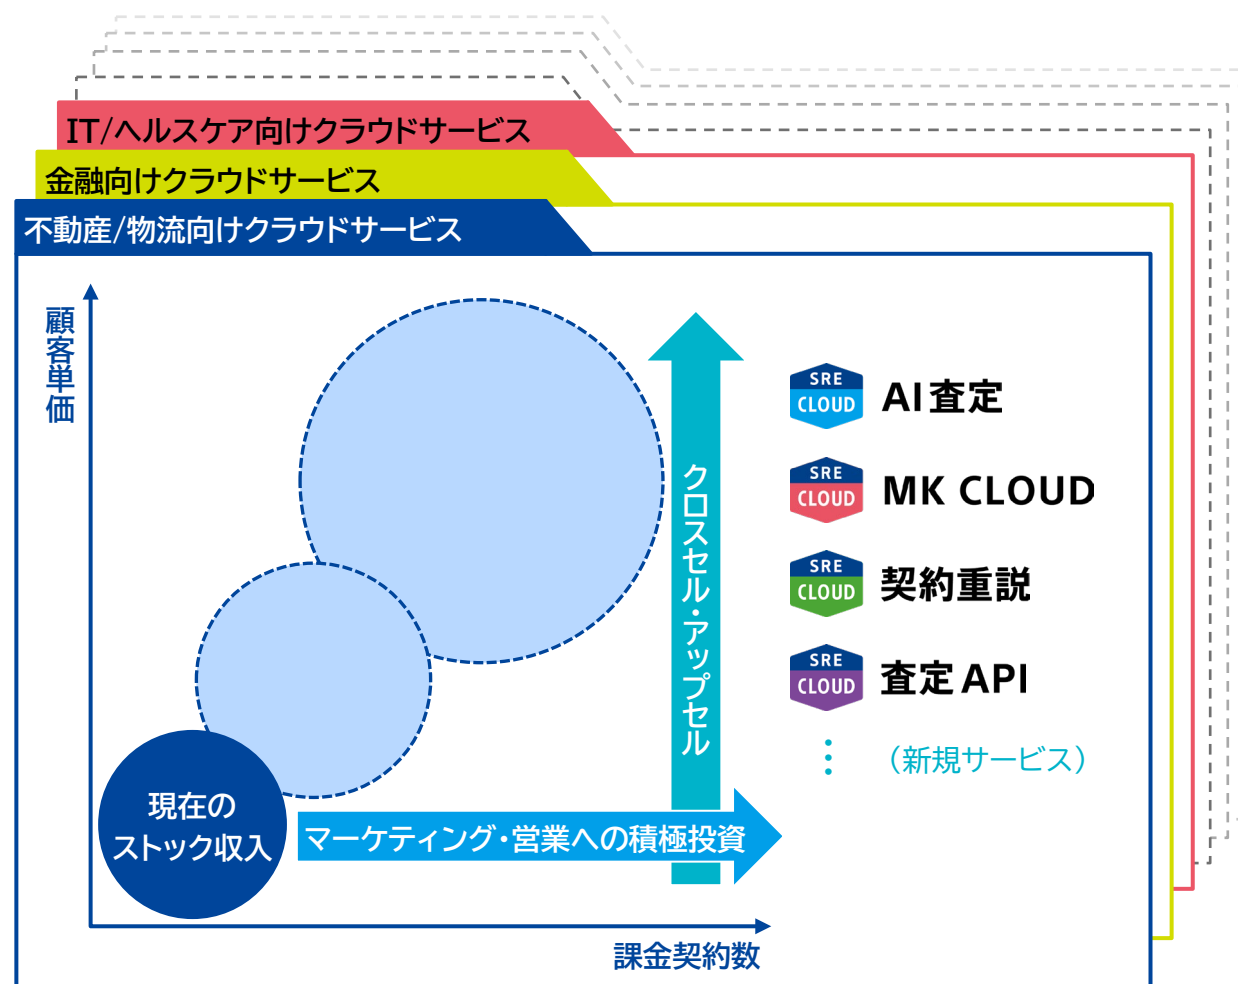 IT/ヘルスケア向けクラウドサービス
金融向けクラウドサービス
不動産/物流向けクラウドサービス
顧客単価
クロスセル・アップセル
SRE
CLOUD
AI査定
SRE
CLOUD
MK CLOUD
SRE
CLOUD
契約重説
SRE
CLOUD
査定API
（新規サービス）
現在の
ストック収入
マーケティング・営業への積極投資
課金契約数